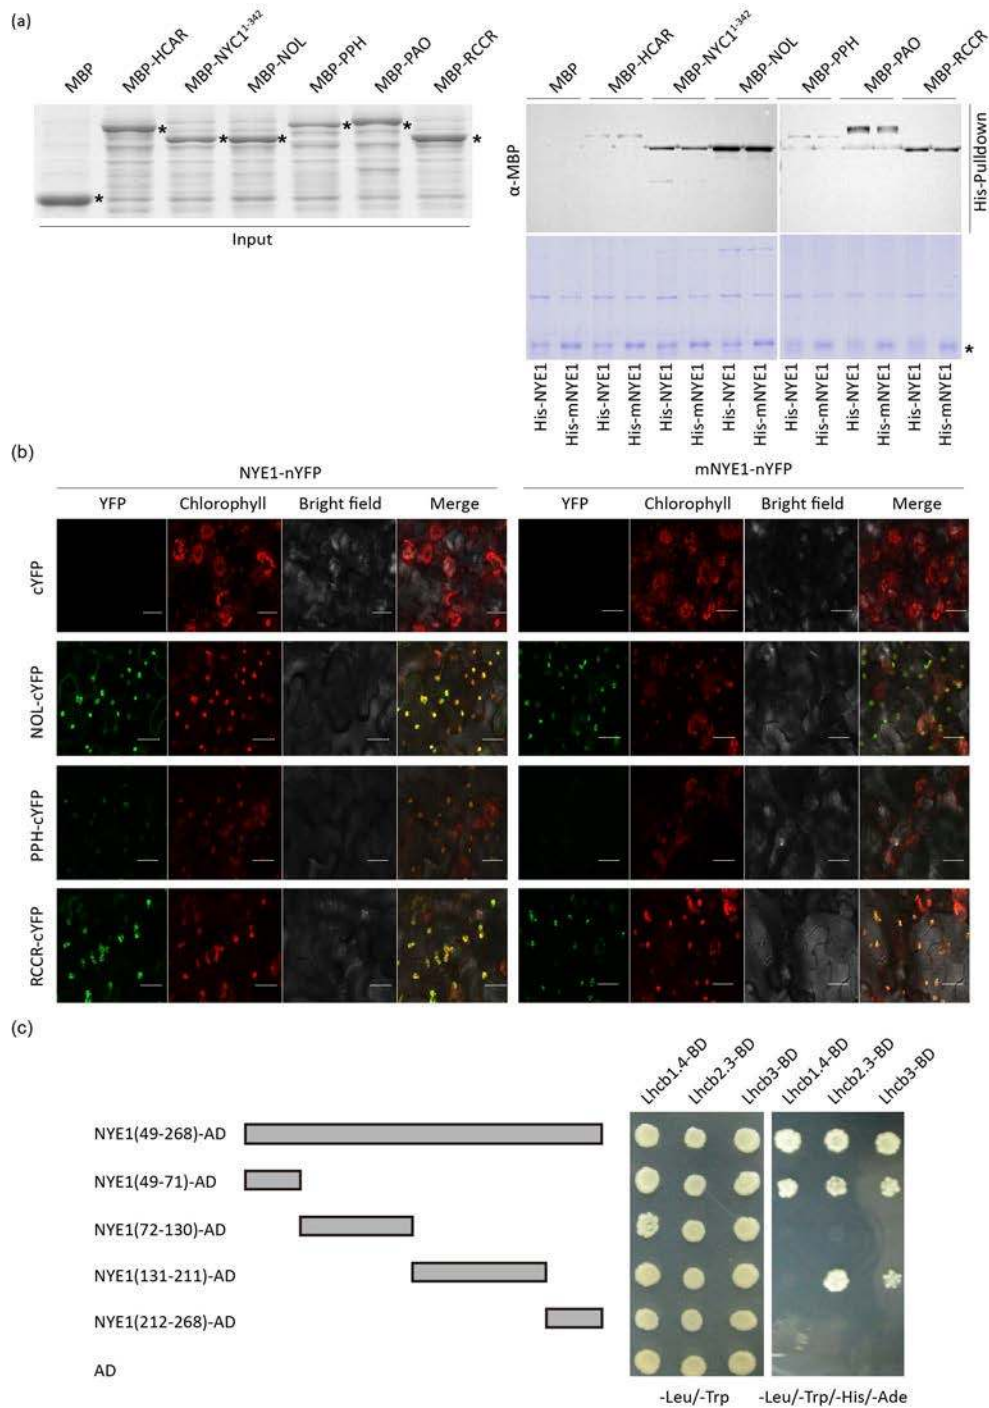 (a)
MBP
MBP-HCAR
MBP-NYC1¹⁻³⁴²
MBP-NOL
MBP-PPH
MBP-PAO
MBP-RCCR
*
*
*
*
*
*
*
Input
MBP
MBP-HCAR
MBP-NYC1¹⁻³⁴²
MBP-NOL
MBP-PPH
MBP-PAO
MBP-RCCR
α-MBP
His-Pulldown
*
His-NYE1
His-mNYE1
His-NYE1
His-mNYE1
His-NYE1
His-mNYE1
His-NYE1
His-mNYE1
His-NYE1
His-mNYE1
His-NYE1
His-mNYE1
His-NYE1
His-mNYE1
(b)
NYE1-nYFP
mNYE1-nYFP
YFP
Chlorophyll
Bright field
Merge
YFP
Chlorophyll
Bright field
Merge
cYFP
NOL-cYFP
PPH-cYFP
RCCR-cYFP
(c)
Lhcb1.4-BD
Lhcb2.3-BD
Lhcb3-BD
Lhcb1.4-BD
Lhcb2.3-BD
Lhcb3-BD
NYE1(49-268)-AD
NYE1(49-71)-AD
NYE1(72-130)-AD
NYE1(131-211)-AD
NYE1(212-268)-AD
AD
-Leu/-Trp
-Leu/-Trp/-His/-Ade